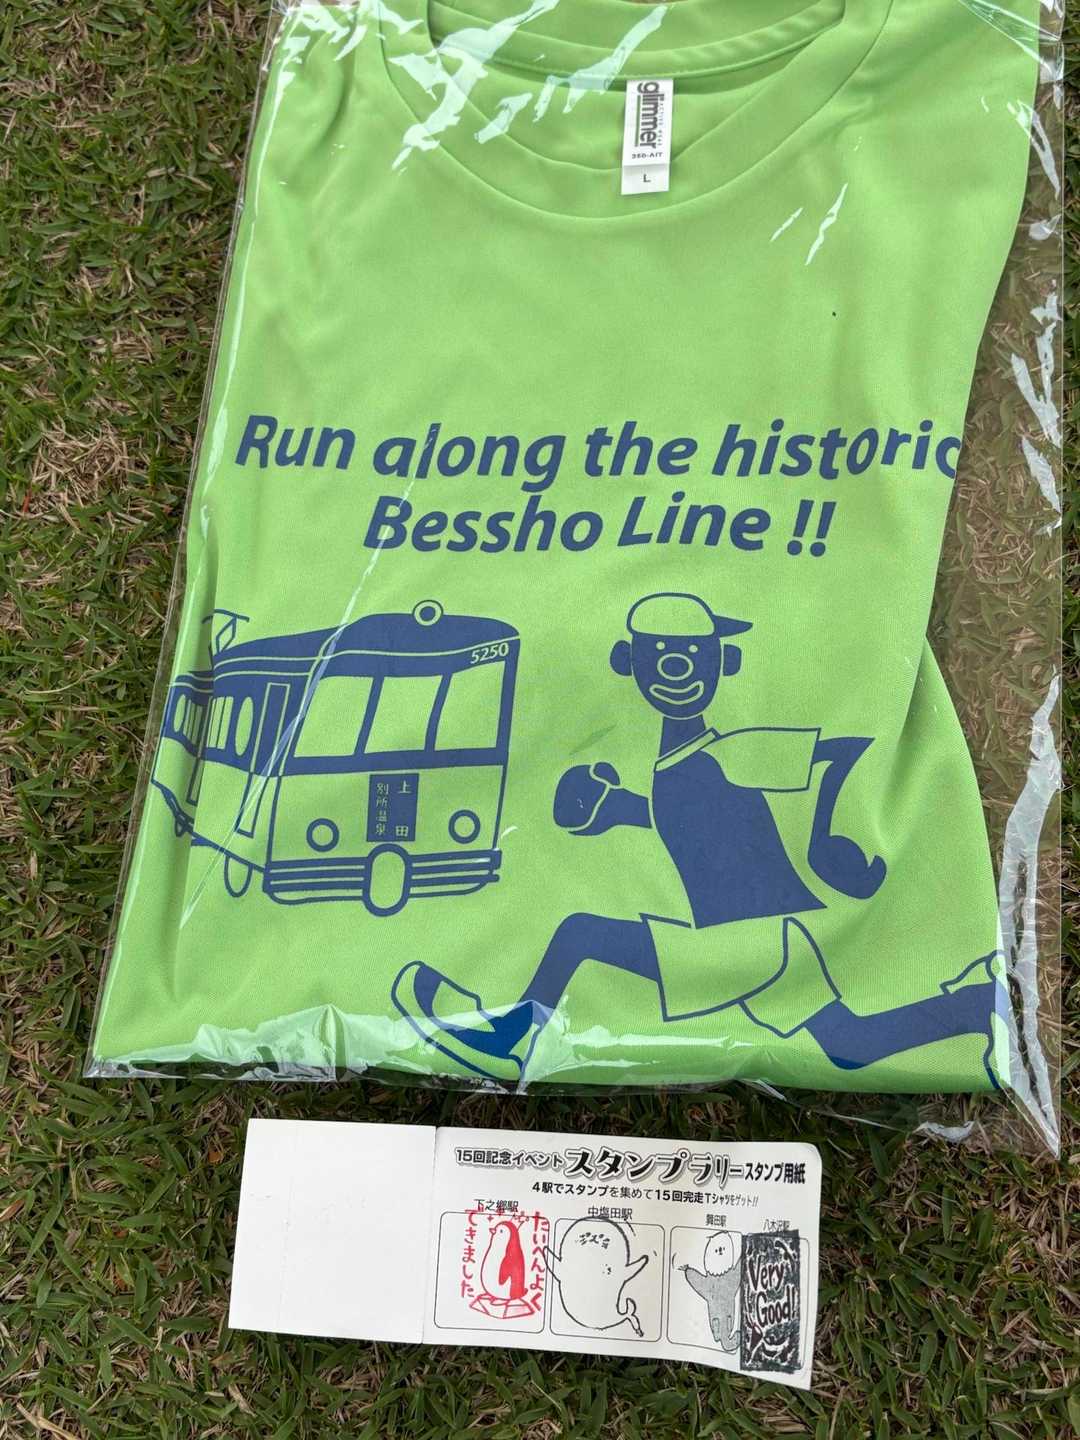 glimmer
ACTIVE WEAR
350-AIT
L
Run along the historic
Bessho Line !!
5250
上田
別所温泉
15回記念イベント スタンプラリー スタンプ用紙
4駅でスタンプを集めて15回完走Tシャツをゲット!!
下之郷駅
中塩田駅
舞田駅
八木沢駅
たいへんよく
できました
Very
Good!